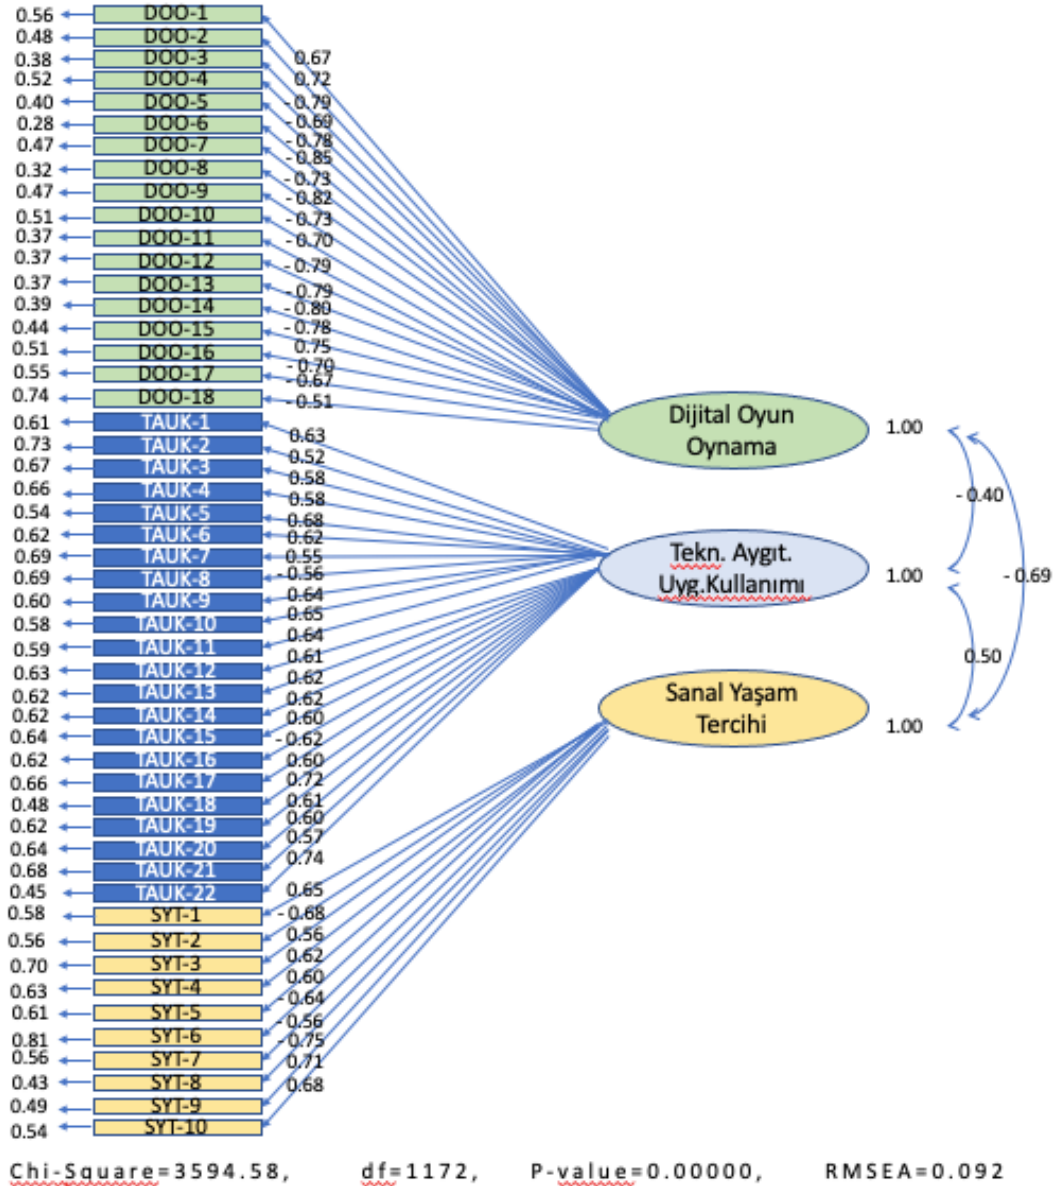 0.56 DOO-1
0.48 DOO-2
0.38 DOO-3 0.67
0.52 DOO-4 0.72
0.40 DOO-5 - 0.79
0.28 DOO-6 - 0.69
0.47 DOO-7 - 0.78
- 0.85
0.32 DOO-8 - 0.73
0.47 DOO-9 - 0.82
0.51 DOO-10 - 0.73
0.37 DOO-11 - 0.70
0.37 DOO-12 - 0.79
0.37 DOO-13 - 0.79
0.39 DOO-14 - 0.80
0.44 DOO-15 - 0.78
0.51 DOO-16 0.75
0.55 DOO-17 - 0.70
- 0.67
0.74 DOO-18 - 0.51
Dijital Oyun
Oynama
1.00
0.61 TAUK-1 0.63
0.73 TAUK-2 0.52
0.67 TAUK-3 0.58
0.66 TAUK-4 0.58
0.54 TAUK-5 0.68
0.62 TAUK-6 0.62
0.69 TAUK-7 0.55
0.69 TAUK-8 - 0.56
0.60 TAUK-9 0.64
0.58 TAUK-10 0.65
0.59 TAUK-11 0.64
0.63 TAUK-12 0.61
0.62 TAUK-13 0.62
0.62 TAUK-14 0.62
0.64 TAUK-15 0.60
0.62 TAUK-16 - 0.62
0.66 TAUK-17 0.60
0.48 TAUK-18 0.72
0.62 TAUK-19 0.61
0.64 TAUK-20 0.60
0.68 TAUK-21 0.57
0.45 TAUK-22 0.74
- 0.40
Tekn. Aygıt.
Uyg.Kullanımı
1.00
- 0.69
0.50
Sanal Yaşam
Tercihi
1.00
0.58 SYT-1 0.65
0.56 SYT-2 - 0.68
0.70 SYT-3 0.56
0.63 SYT-4 0.62
0.61 SYT-5 0.60
0.81 SYT-6 - 0.64
0.56 SYT-7 - 0.56
0.43 SYT-8 - 0.75
0.49 SYT-9 0.71
0.54 SYT-10 0.68
Chi-Square=3594.58, df=1172, P-value=0.00000, RMSEA=0.092